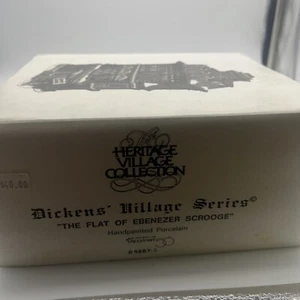 HERITAGE
VILLAGE
COLLECTION
Dickens' Village Series©
"THE FLAT OF EBENEZER SCROOGE"
Handpainted Porcelain